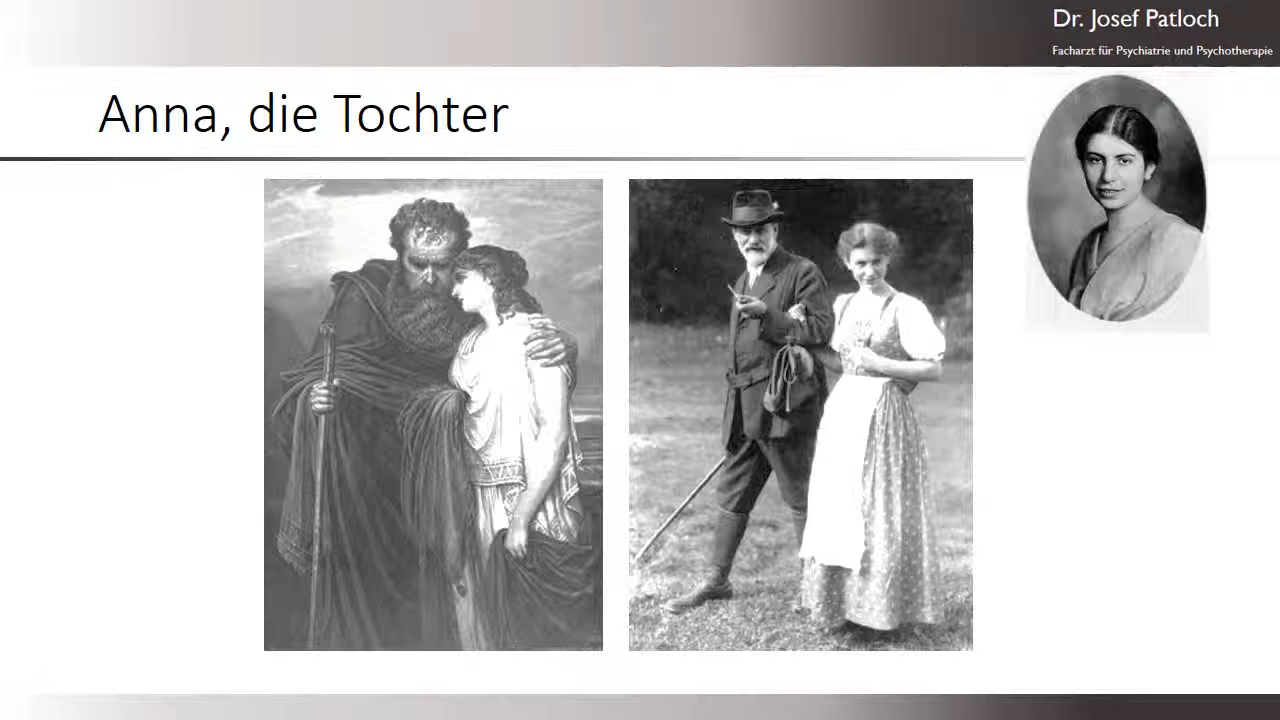 Dr. Josef Patloch
Facharzt für Psychiatrie und Psychotherapie
Anna, die Tochter